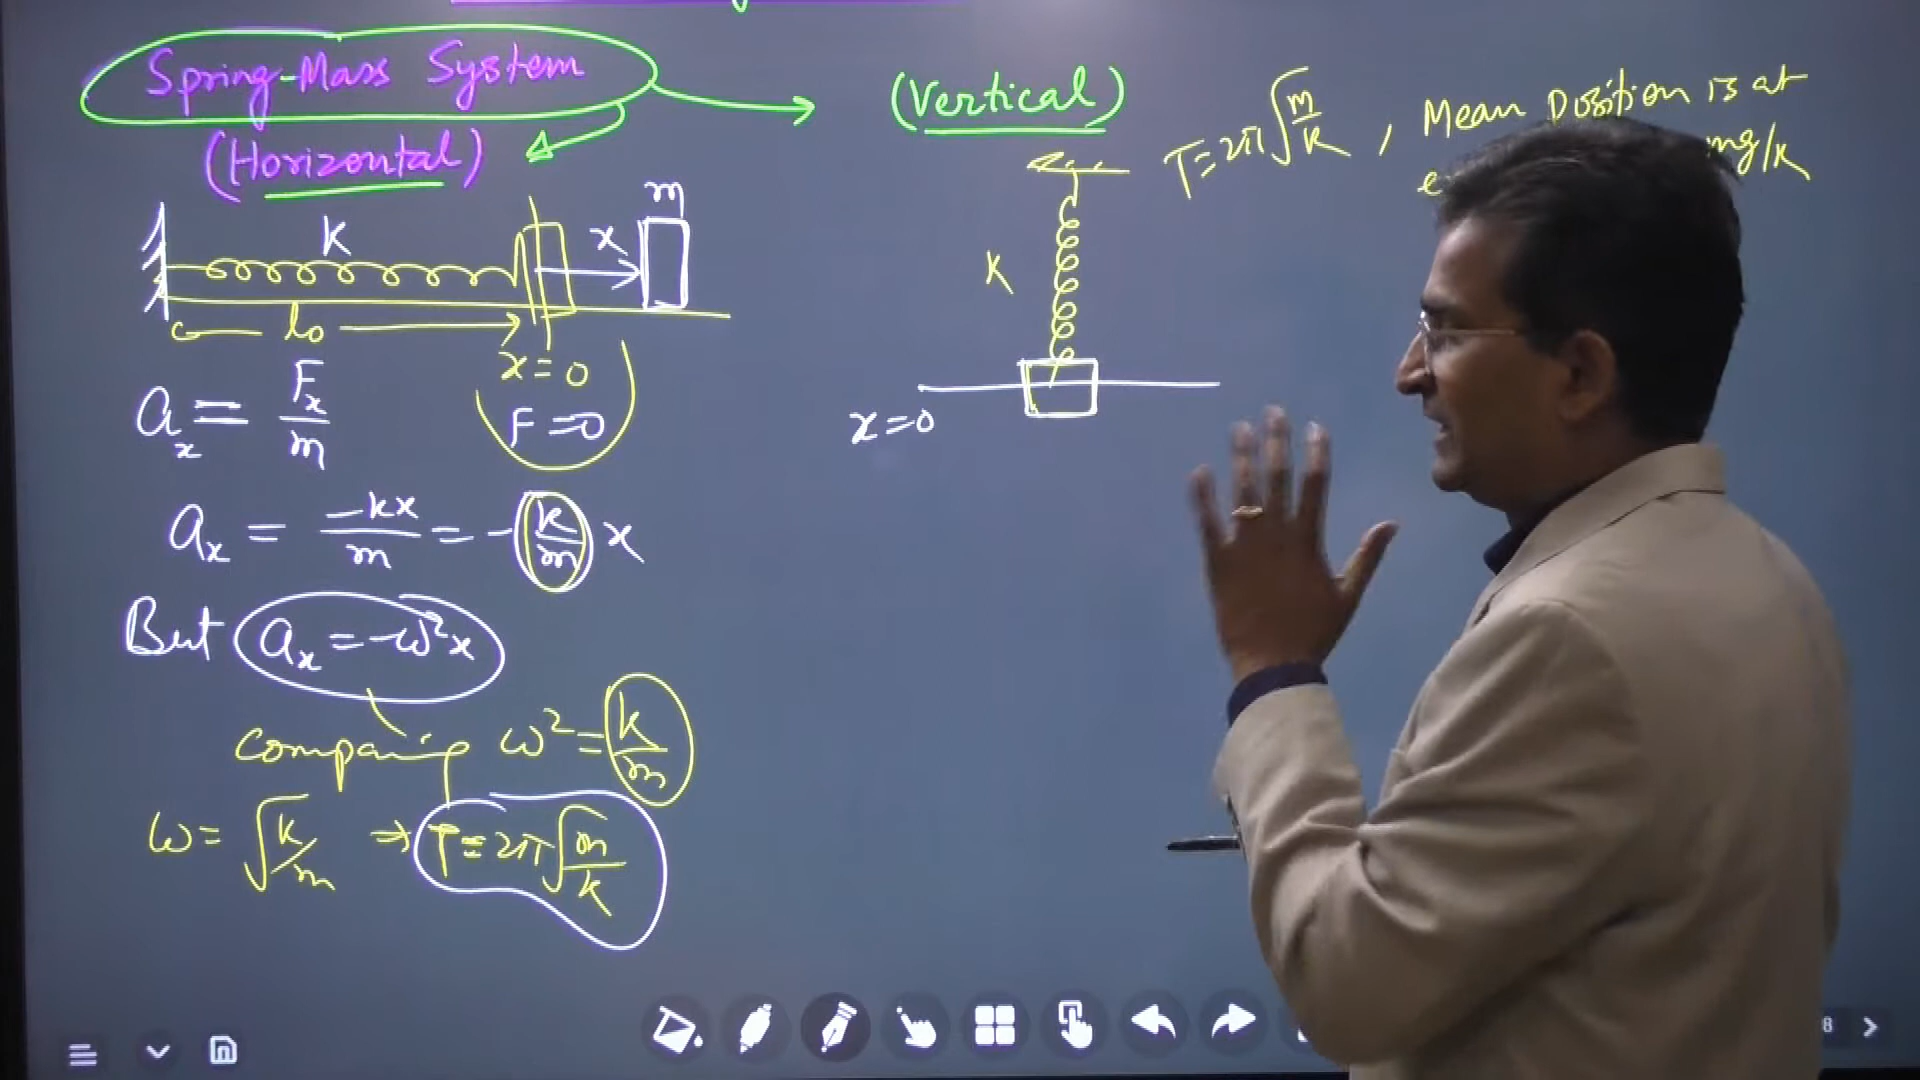 Spring-Mass System
(Horizontal)
K
x
m
l₀
x = 0
F = 0
aₓ = Fₓ/m
aₓ = -kx/m = -(k/m) x
But aₓ = -ω²x
comparing ω² = k/m
ω = √(k/m) ⇒ T = 2π√(m/k)
(Vertical)
T = 2π√(m/k) , Mean Position is at
mg/k
K
x = 0
8